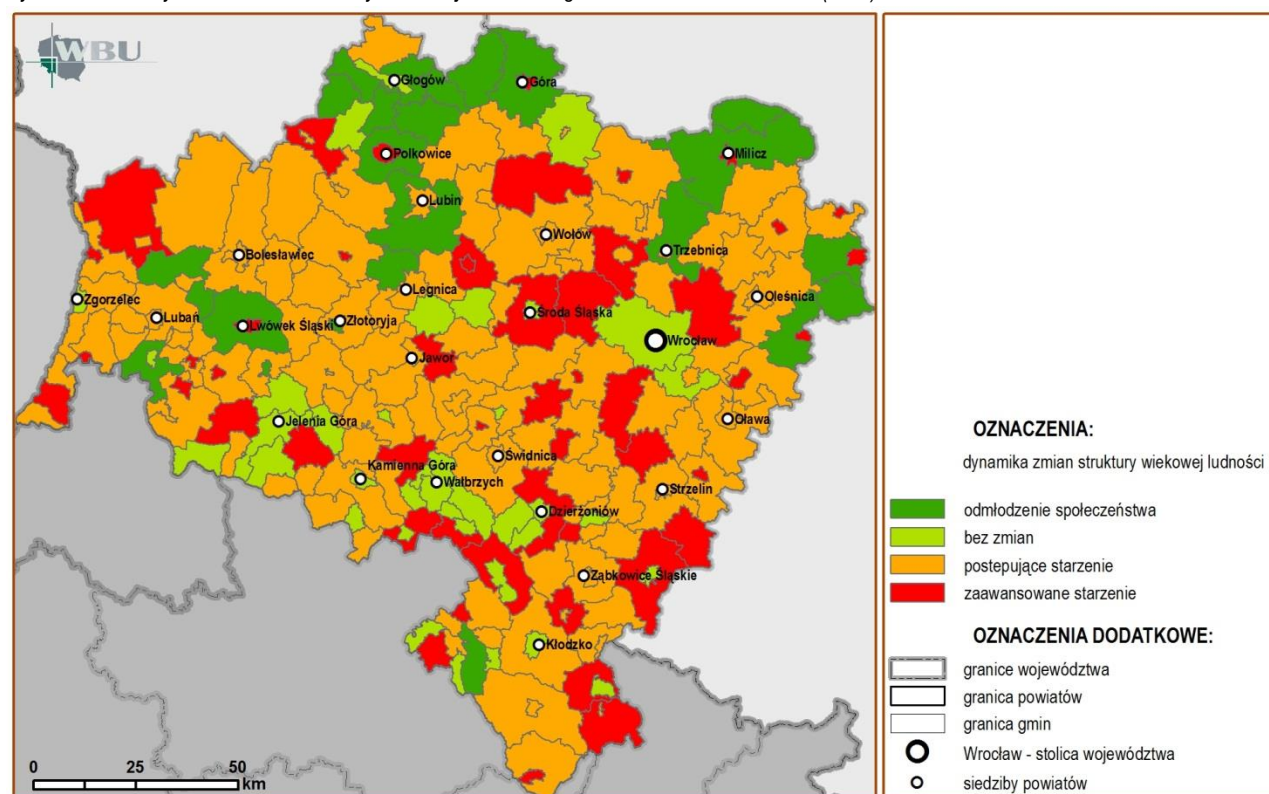 WBU
Głogów
Góra
Polkowice
Milicz
Lubin
Wołów
Trzebnica
Bolesławiec
Legnica
Zgorzelec
Lubań
Lwówek Śląski
Złotoryja
Środa Śląska
Oleśnica
Wrocław
Jawor
Jelenia Góra
Oława
Kamienna Góra
Świdnica
Wałbrzych
Strzelin
Dzierżoniów
Ząbkowice Śląskie
Kłodzko
0 25 50
km
OZNACZENIA:
dynamika zmian struktury wiekowej ludności
odmłodzenie społeczeństwa
bez zmian
postepujące starzenie
zaawansowane starzenie
OZNACZENIA DODATKOWE:
granice województwa
granica powiatów
granica gmin
Wrocław - stolica województwa
siedziby powiatów